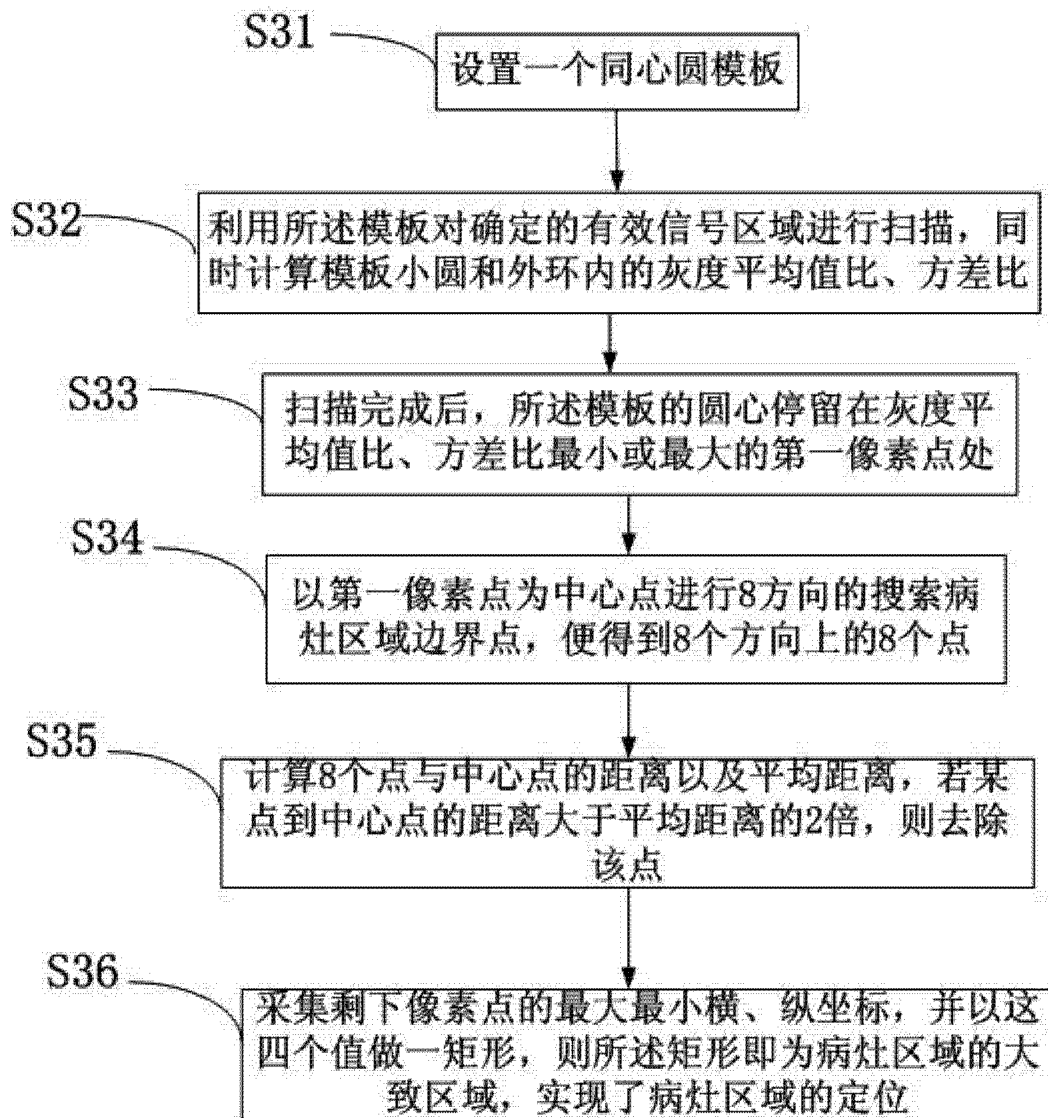 S31
设置一个同心圆模板
S32
利用所述模板对确定的有效信号区域进行扫描，同
时计算模板小圆和外环内的灰度平均值比、方差比
S33
扫描完成后，所述模板的圆心停留在灰度平
均值比、方差比最小或最大的第一像素点处
S34
以第一像素点为中心点进行8方向的搜索病
灶区域边界点，便得到8个方向上的8个点
S35
计算8个点与中心点的距离以及平均距离，若某
点到中心点的距离大于平均距离的2倍，则去除
该点
S36
采集剩下像素点的最大最小横、纵坐标，并以这
四个值做一矩形，则所述矩形即为病灶区域的大
致区域，实现了病灶区域的定位